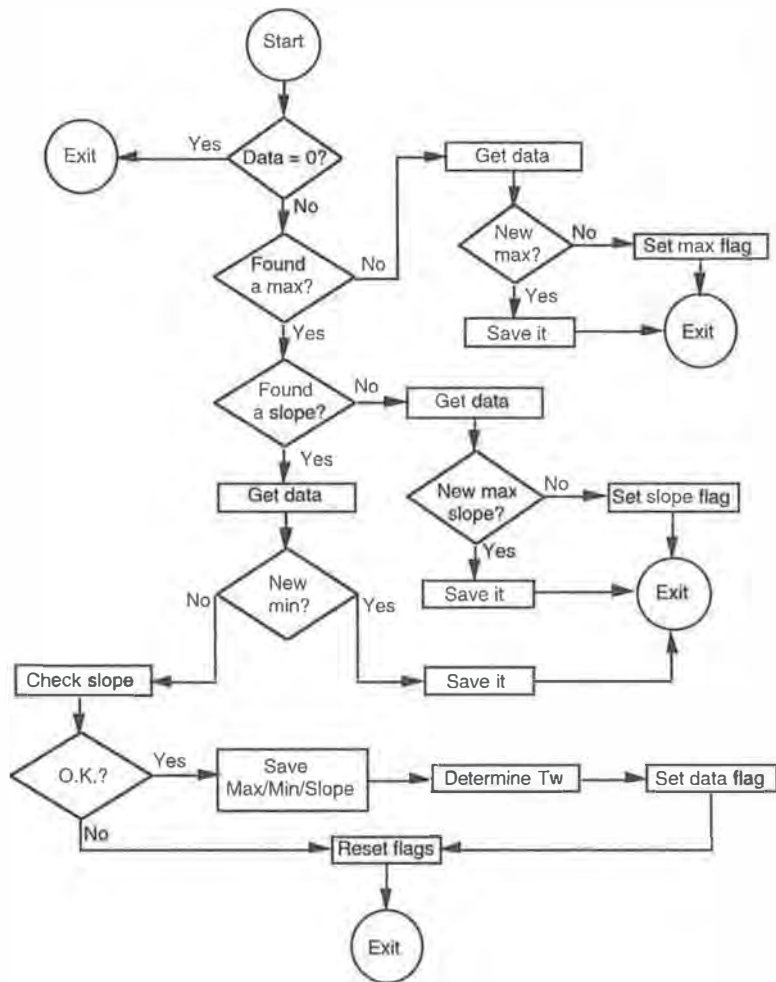 Start
Exit
Yes
Data = 0?
No
Get data
New
max?
No
Set max flag
Yes
Save it
Exit
Found
a max?
No
Yes
Found
a slope?
No
Get data
Yes
Get data
New max
slope?
No
Set slope flag
Yes
Save it
Exit
New
min?
No
Yes
Save it
Check slope
O.K.?
Yes
Save
Max/Min/Slope
Determine Tw
Set data flag
No
Reset flags
Exit